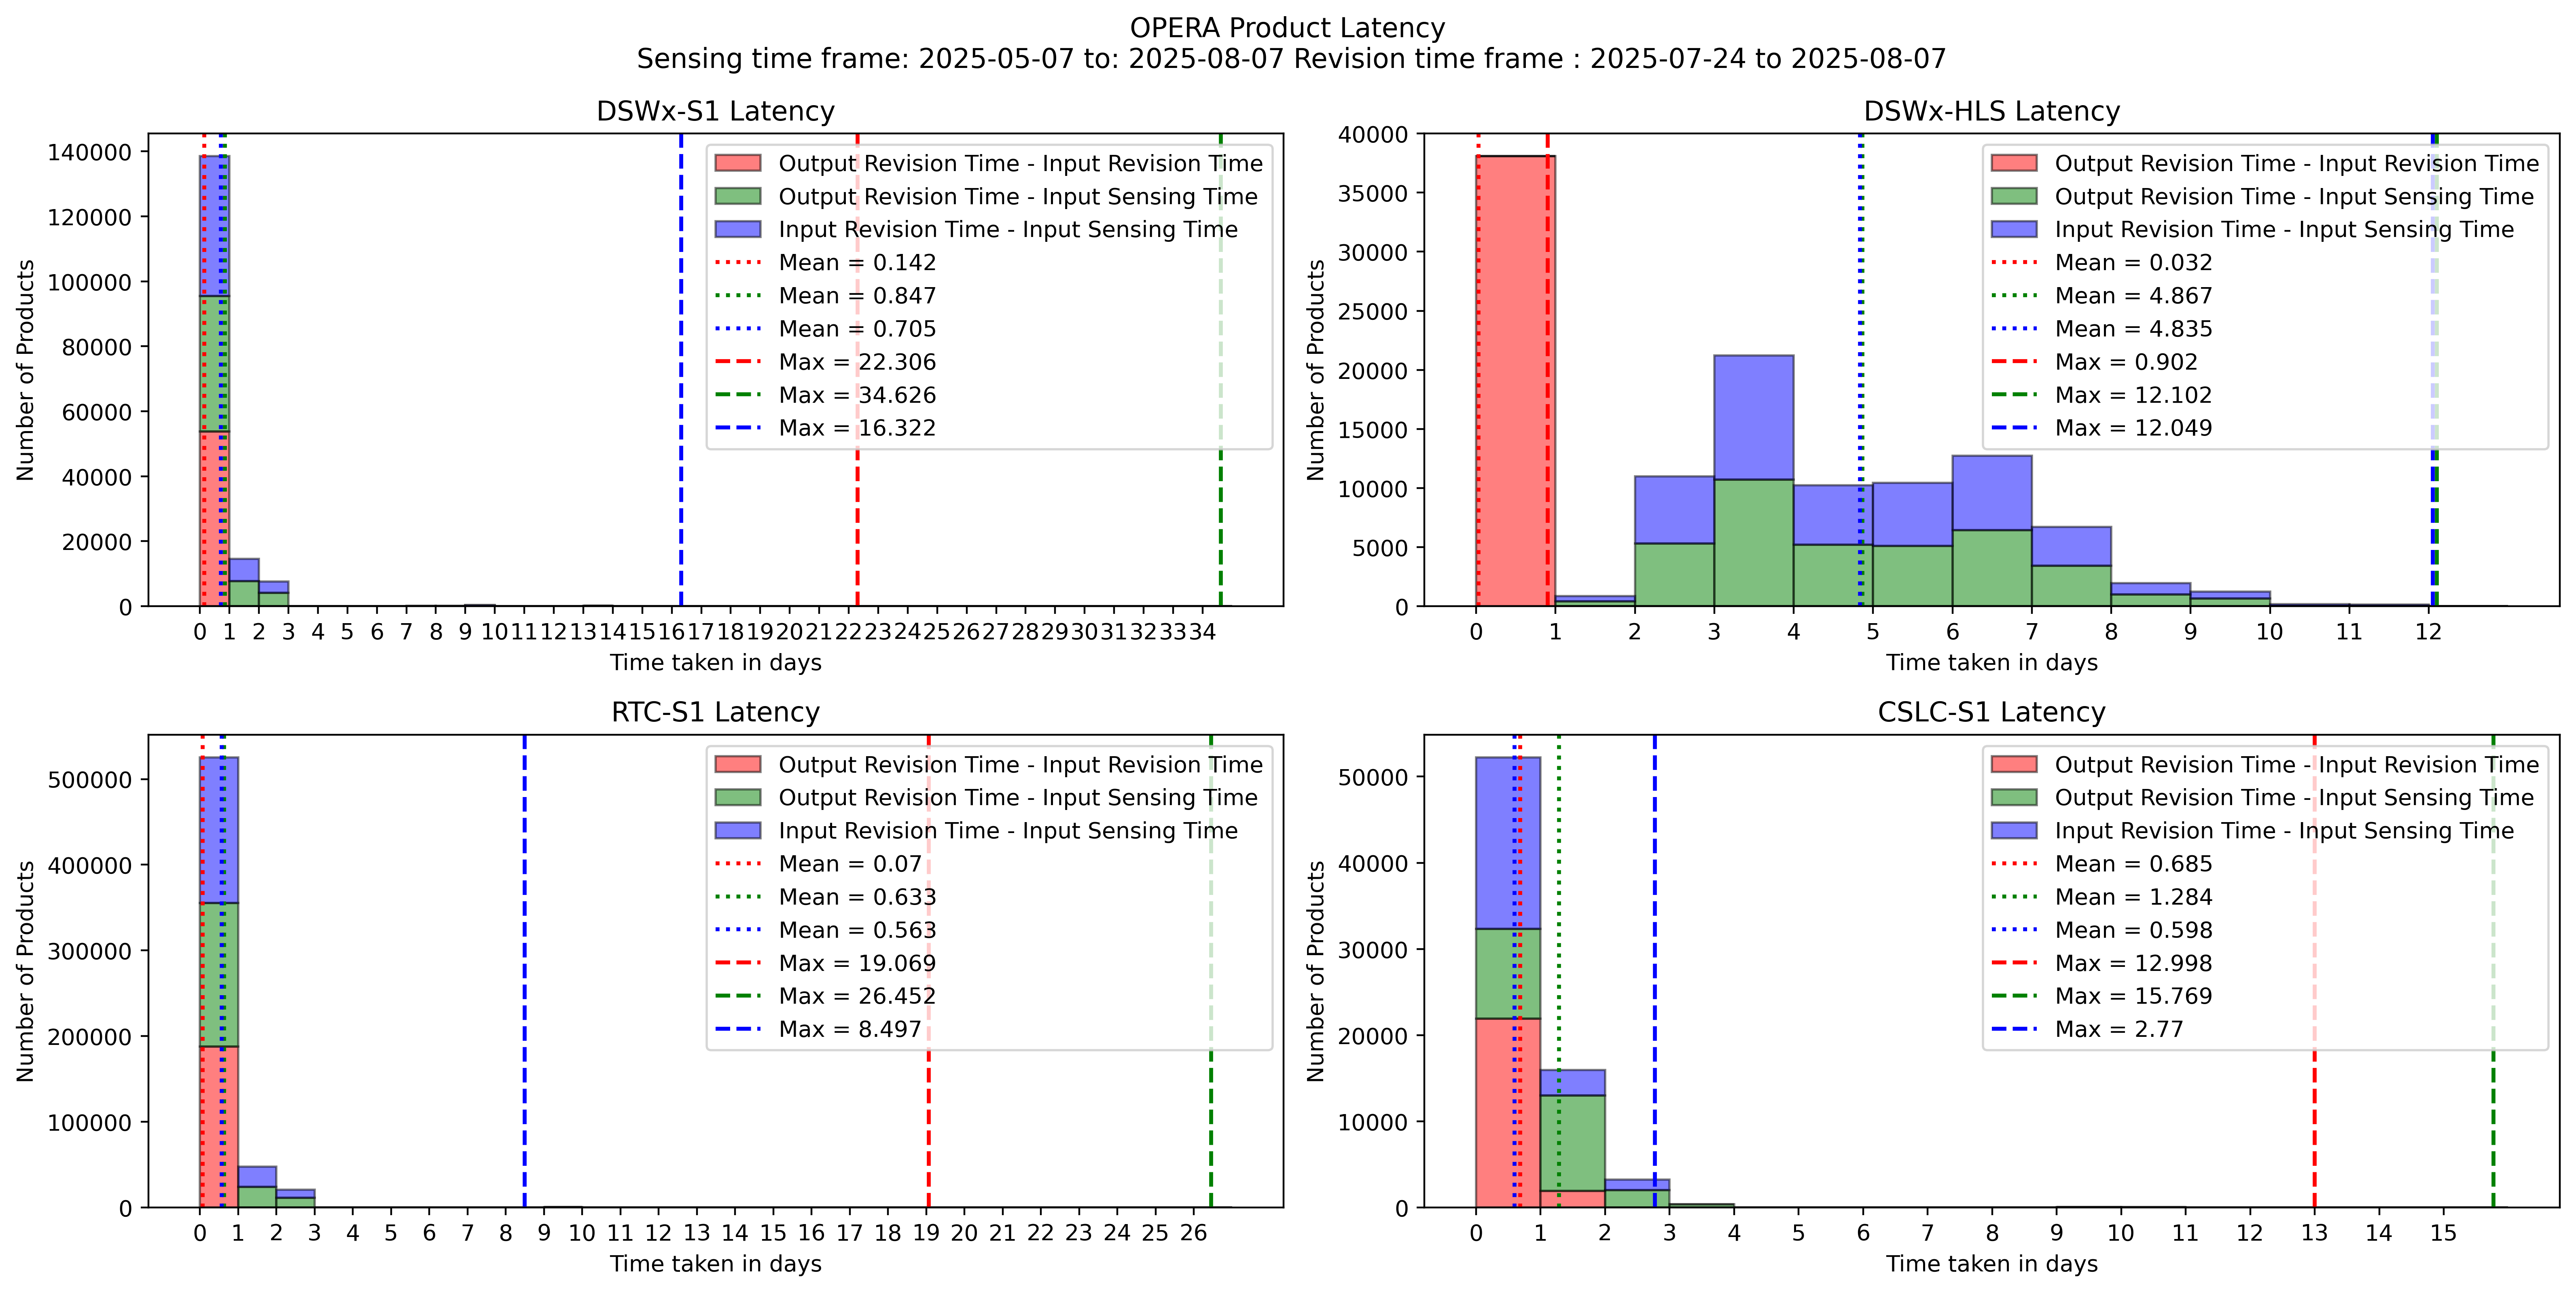 OPERA Product Latency
Sensing time frame: 2025-05-07 to: 2025-08-07 Revision time frame : 2025-07-24 to 2025-08-07
DSWx-S1 Latency
Number of Products
140000
120000
100000
80000
60000
40000
20000
0
Output Revision Time - Input Revision Time
Output Revision Time - Input Sensing Time
Input Revision Time - Input Sensing Time
Mean = 0.142
Mean = 0.847
Mean = 0.705
Max = 22.306
Max = 34.626
Max = 16.322
0 1 2 3 4 5 6 7 8 9 10 11 12 13 14 15 16 17 18 19 20 21 22 23 24 25 26 27 28 29 30 31 32 33 34
Time taken in days
DSWx-HLS Latency
Number of Products
40000
35000
30000
25000
20000
15000
10000
5000
0
Output Revision Time - Input Revision Time
Output Revision Time - Input Sensing Time
Input Revision Time - Input Sensing Time
Mean = 0.032
Mean = 4.867
Mean = 4.835
Max = 0.902
Max = 12.102
Max = 12.049
0 1 2 3 4 5 6 7 8 9 10 11 12
Time taken in days
RTC-S1 Latency
Number of Products
500000
400000
300000
200000
100000
0
Output Revision Time - Input Revision Time
Output Revision Time - Input Sensing Time
Input Revision Time - Input Sensing Time
Mean = 0.07
Mean = 0.633
Mean = 0.563
Max = 19.069
Max = 26.452
Max = 8.497
0 1 2 3 4 5 6 7 8 9 10 11 12 13 14 15 16 17 18 19 20 21 22 23 24 25 26
Time taken in days
CSLC-S1 Latency
Number of Products
50000
40000
30000
20000
10000
0
Output Revision Time - Input Revision Time
Output Revision Time - Input Sensing Time
Input Revision Time - Input Sensing Time
Mean = 0.685
Mean = 1.284
Mean = 0.598
Max = 12.998
Max = 15.769
Max = 2.77
0 1 2 3 4 5 6 7 8 9 10 11 12 13 14 15
Time taken in days